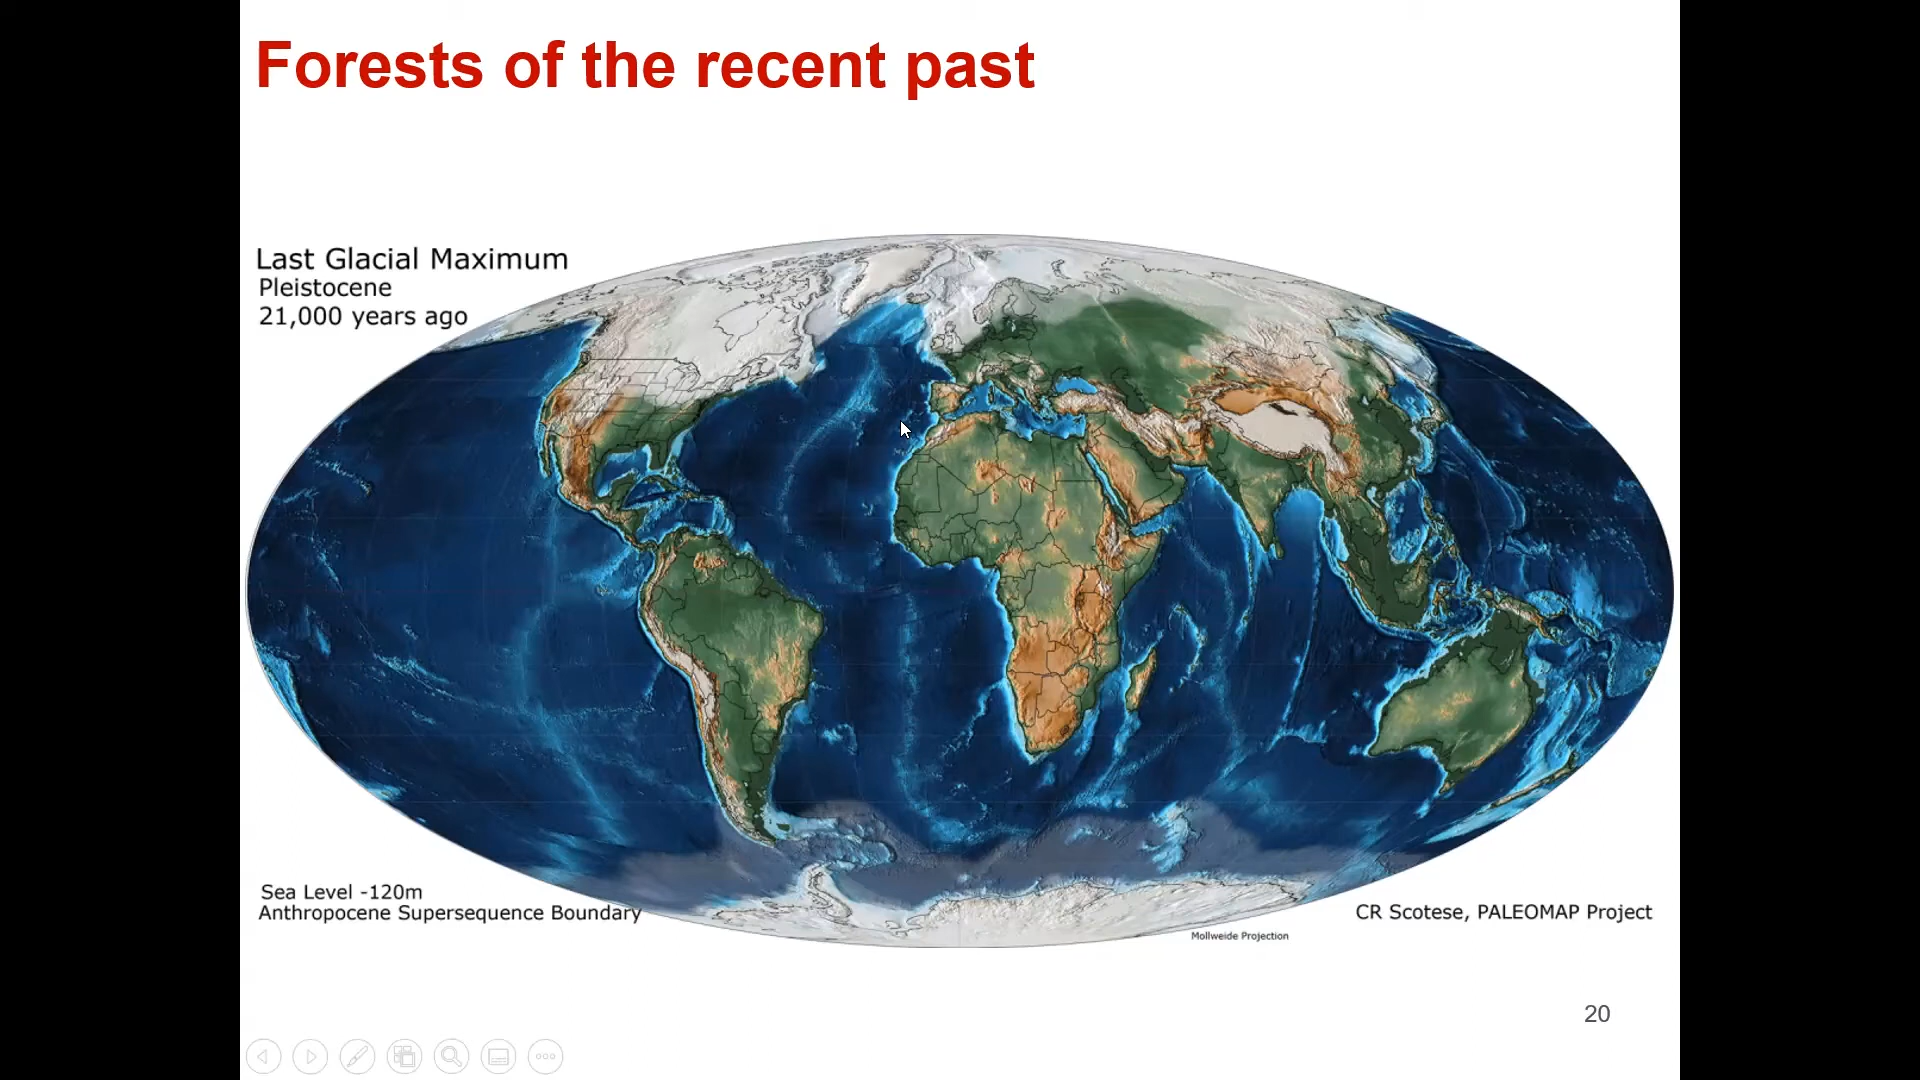 Forests of the recent past
Last Glacial Maximum
Pleistocene
21,000 years ago
Sea Level -120m
Anthropocene Supersequence Boundary
CR Scotese, PALEOMAP Project
Mollweide Projection
20